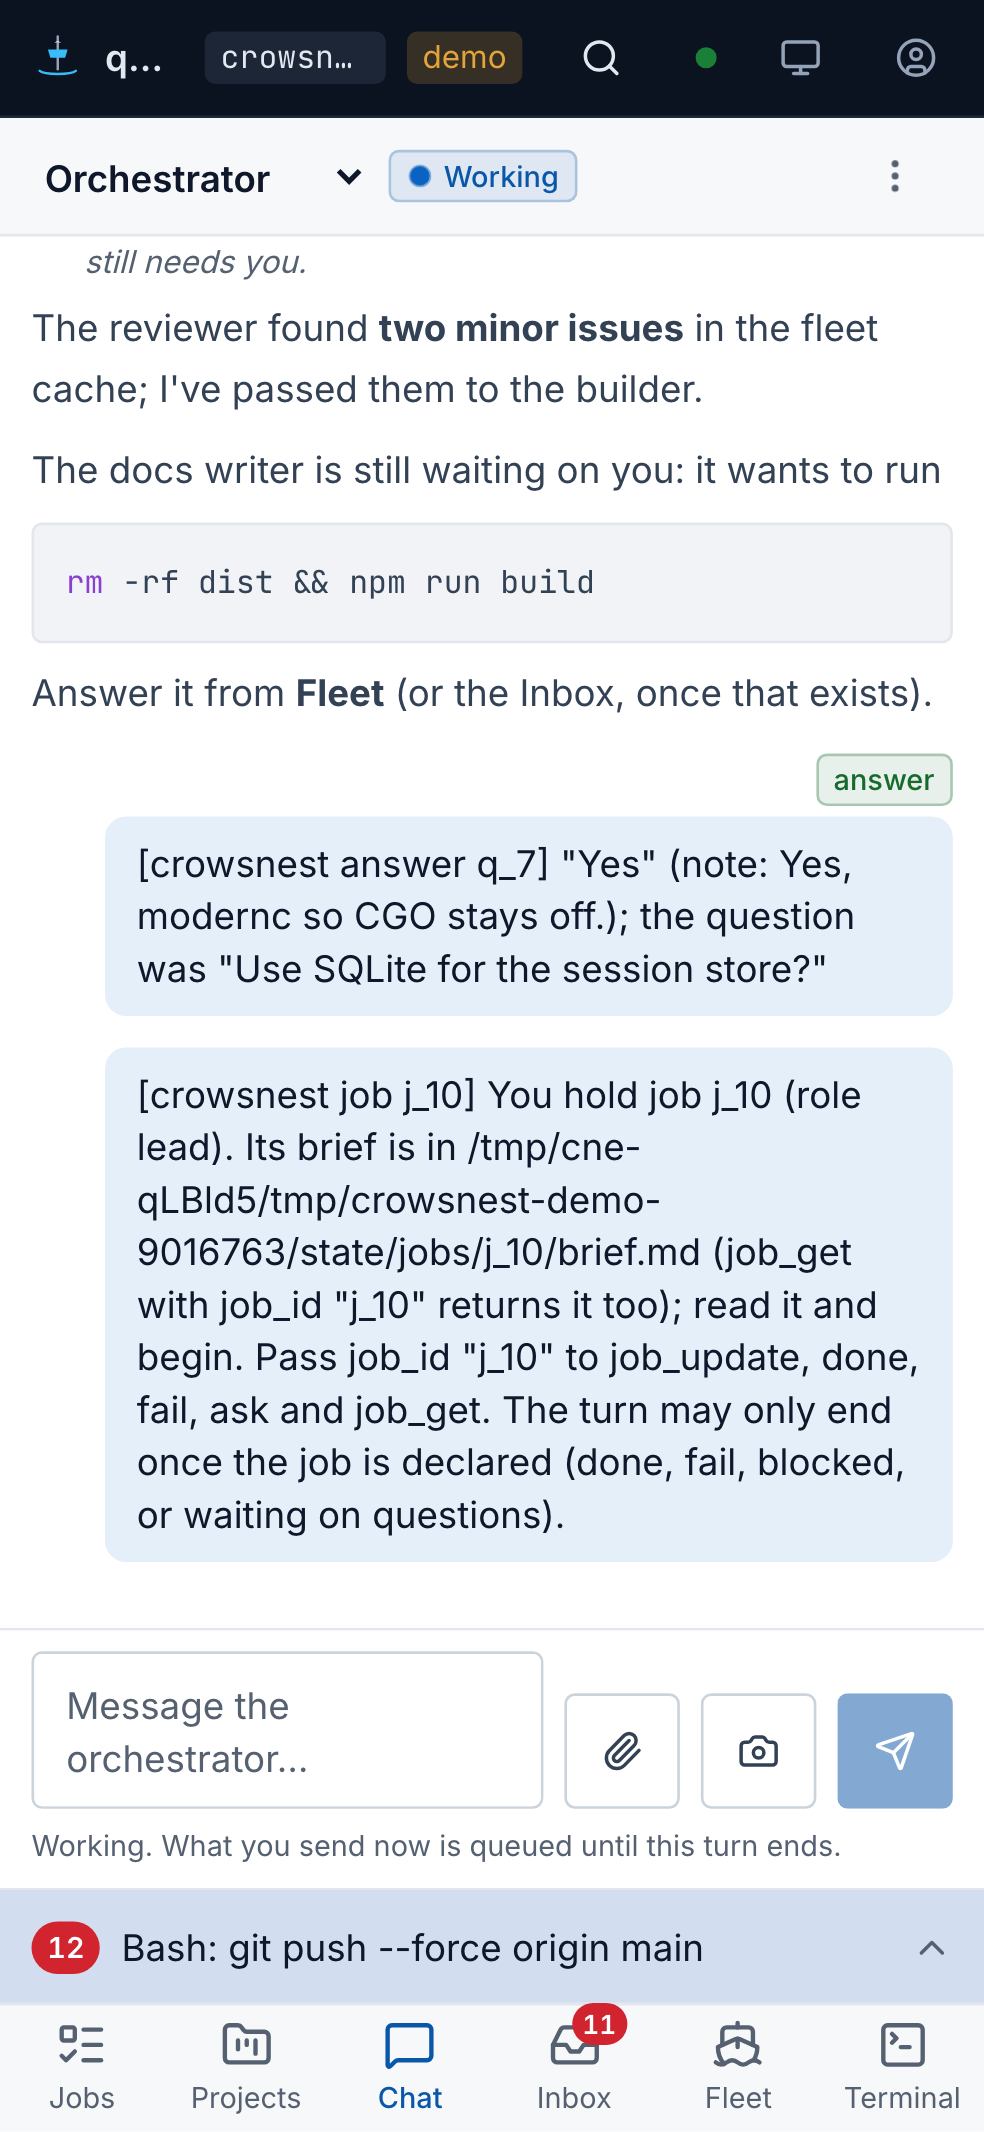 q...
crowsn...
demo
Orchestrator
Working
still needs you.
The reviewer found two minor issues in the fleet
cache; I've passed them to the builder.
The docs writer is still waiting on you: it wants to run
rm -rf dist && npm run build
Answer it from Fleet (or the Inbox, once that exists).
answer
[crowsnest answer q_7] "Yes" (note: Yes,
modernc so CGO stays off.); the question
was "Use SQLite for the session store?"
[crowsnest job j_10] You hold job j_10 (role
lead). Its brief is in /tmp/cne-
qLBld5/tmp/crowsnest-demo-
9016763/state/jobs/j_10/brief.md (job_get
with job_id "j_10" returns it too); read it and
begin. Pass job_id "j_10" to job_update, done,
fail, ask and job_get. The turn may only end
once the job is declared (done, fail, blocked,
or waiting on questions).
Message the
orchestrator...
Working. What you send now is queued until this turn ends.
12 Bash: git push --force origin main
11
Jobs
Projects
Chat
Inbox
Fleet
Terminal